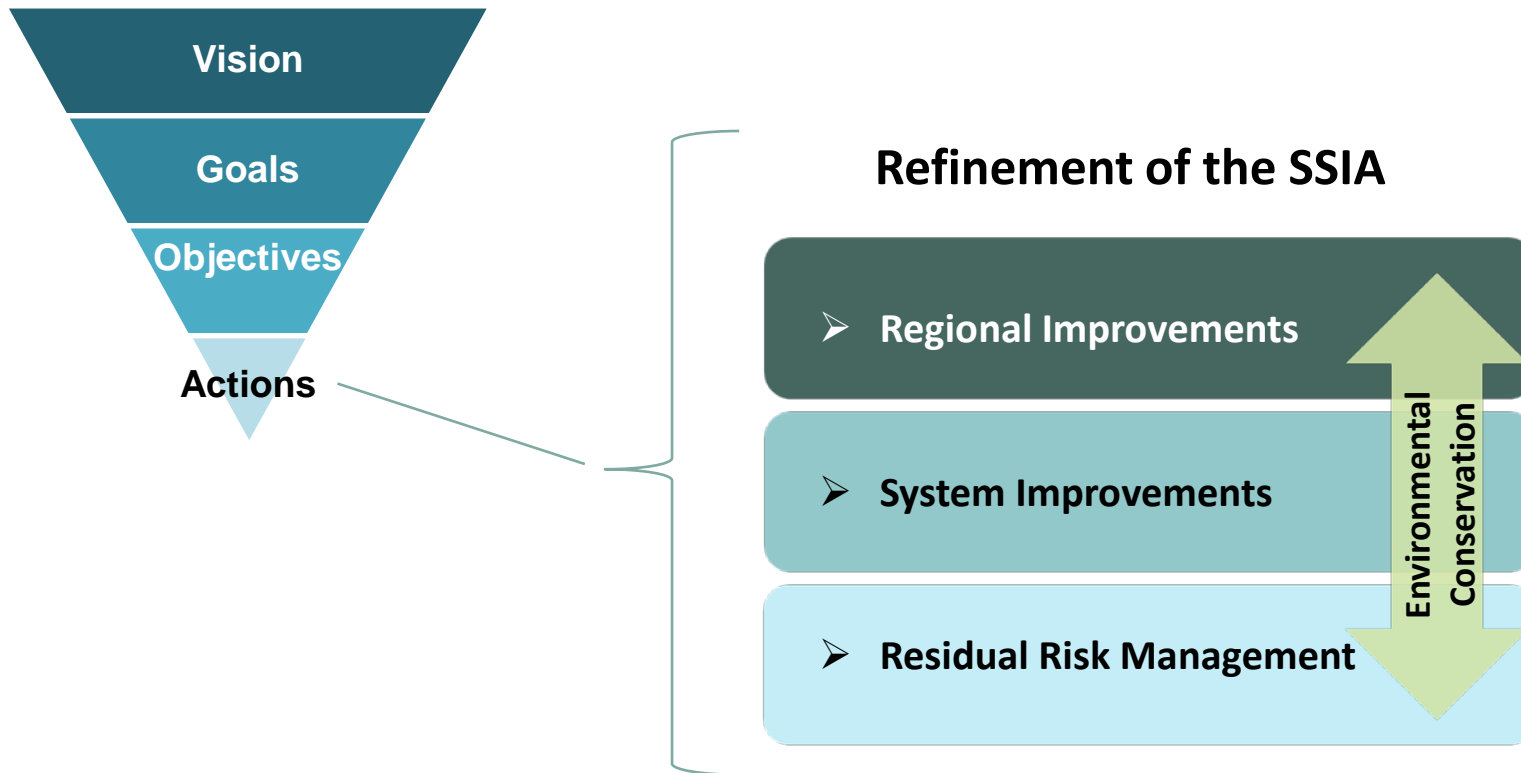 Vision
Goals
Objectives
Actions
Refinement of the SSIA
➢ Regional Improvements
➢ System Improvements
➢ Residual Risk Management
Environmental
Conservation